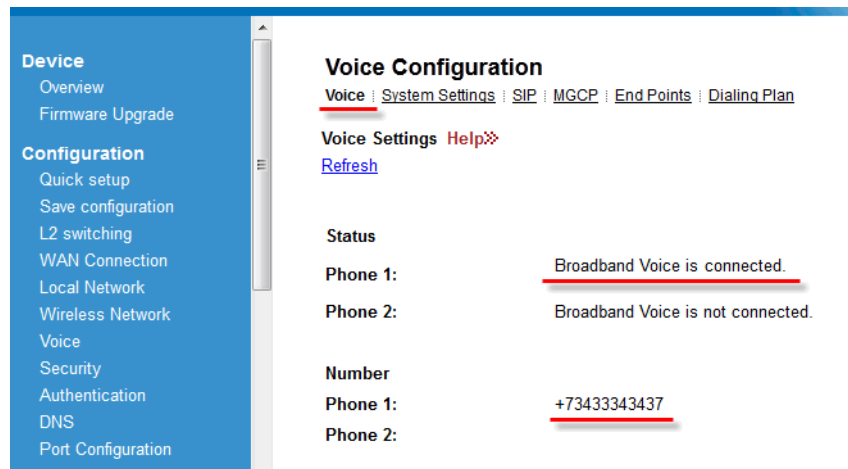 Device
Overview
Firmware Upgrade
Configuration
Quick setup
Save configuration
L2 switching
WAN Connection
Local Network
Wireless Network
Voice
Security
Authentication
DNS
Port Configuration
Voice Configuration
Voice | System Settings | SIP | MGCP | End Points | Dialing Plan
Voice Settings Help»
Refresh
Status
Phone 1: Broadband Voice is connected.
Phone 2: Broadband Voice is not connected.
Number
Phone 1: +73433343437
Phone 2: